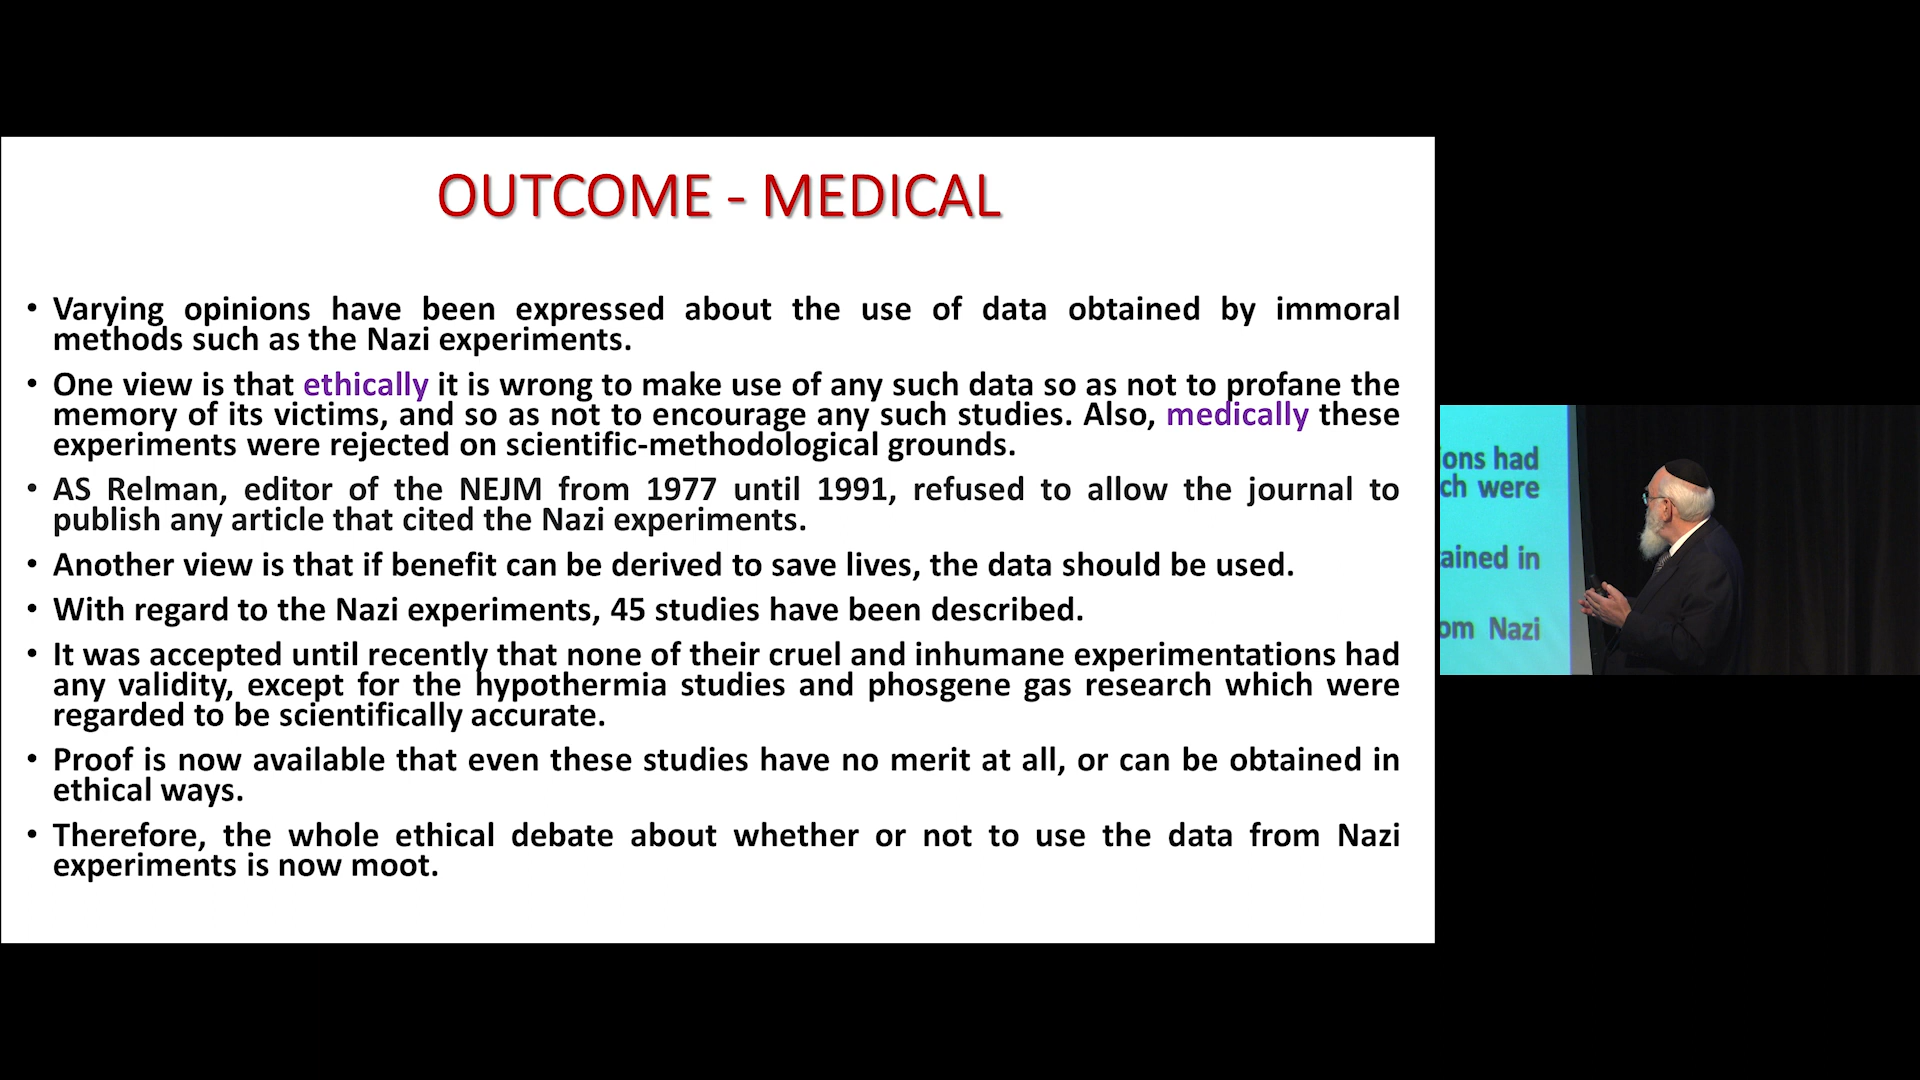 OUTCOME - MEDICAL
• Varying opinions have been expressed about the use of data obtained by immoral
methods such as the Nazi experiments.
• One view is that ethically it is wrong to make use of any such data so as not to profane the
memory of its victims, and so as not to encourage any such studies. Also, medically these
experiments were rejected on scientific-methodological grounds.
• AS Relman, editor of the NEJM from 1977 until 1991, refused to allow the journal to
publish any article that cited the Nazi experiments.
• Another view is that if benefit can be derived to save lives, the data should be used.
• With regard to the Nazi experiments, 45 studies have been described.
• It was accepted until recently that none of their cruel and inhumane experimentations had
any validity, except for the hypothermia studies and phosgene gas research which were
regarded to be scientifically accurate.
• Proof is now available that even these studies have no merit at all, or can be obtained in
ethical ways.
• Therefore, the whole ethical debate about whether or not to use the data from Nazi
experiments is now moot.
ons had
ch were
ained in
om Nazi